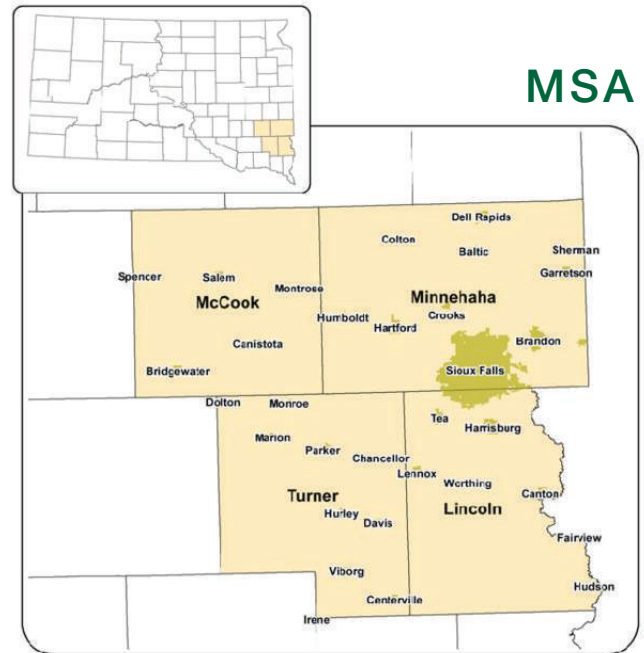 MSA
Dell Rapids
Colton
Baltic
Sherman
Spencer
Salem
Garretson
Montrose
McCook
Minnehaha
Humboldt
Crooks
Hartford
Canistota
Brandon
Bridgewater
Sioux Falls
Dolton
Monroe
Tea
Harrisburg
Marion
Parker
Chancellor
Lennox
Worthing
Canton
Turner
Lincoln
Hurley
Davis
Fairview
Viborg
Hudson
Centerville
Irene